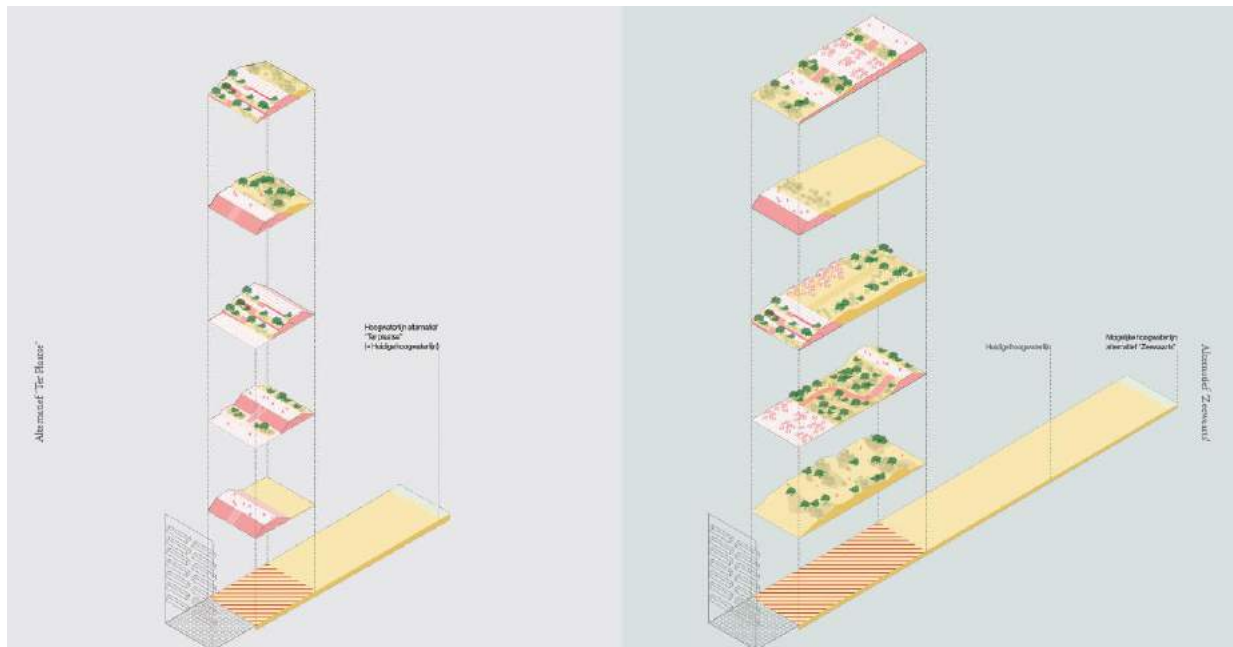 Alternatief "Ter Plaatse"
Hoogwaterlijn alternatief
"Ter plaatse"
(= Huidige hoogwaterlijn)
Huidige hoogwaterlijn
Mogelijke hoogwaterlijn
alternatief "Zeewaarts"
Alternatief "Zeewaarts"